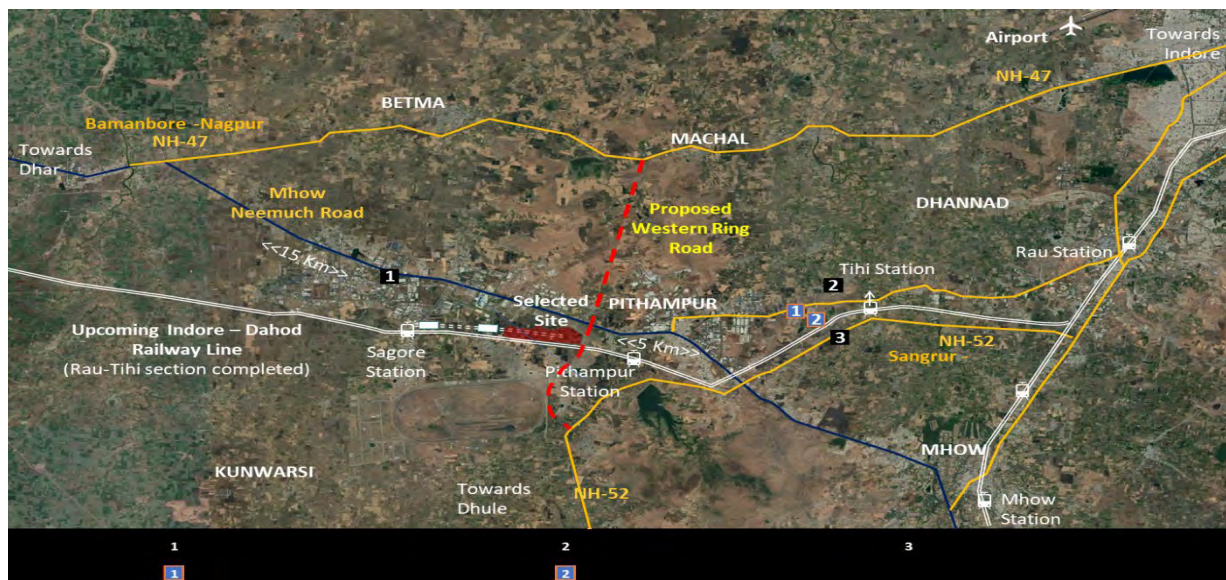 Airport
Towards
Indore
NH-47
BETMA
Bamanbore -Nagpur
NH-47
MACHAL
Towards
Dhar
Mhow
Neemuch Road
Proposed
Western Ring
Road
DHANNAD
<<15 Km>>
1
Rau Station
Tihi Station
2
Selected
Site
PITHAMPUR
1
2
Upcoming Indore – Dahod
Railway Line
(Rau-Tihi section completed)
Sagore
Station
<<5 Km>>
3
NH-52
Sangrur -
Pithampur
Station
MHOW
KUNWARSI
Towards
Dhule
NH-52
Mhow
Station
1
2
3
1
2